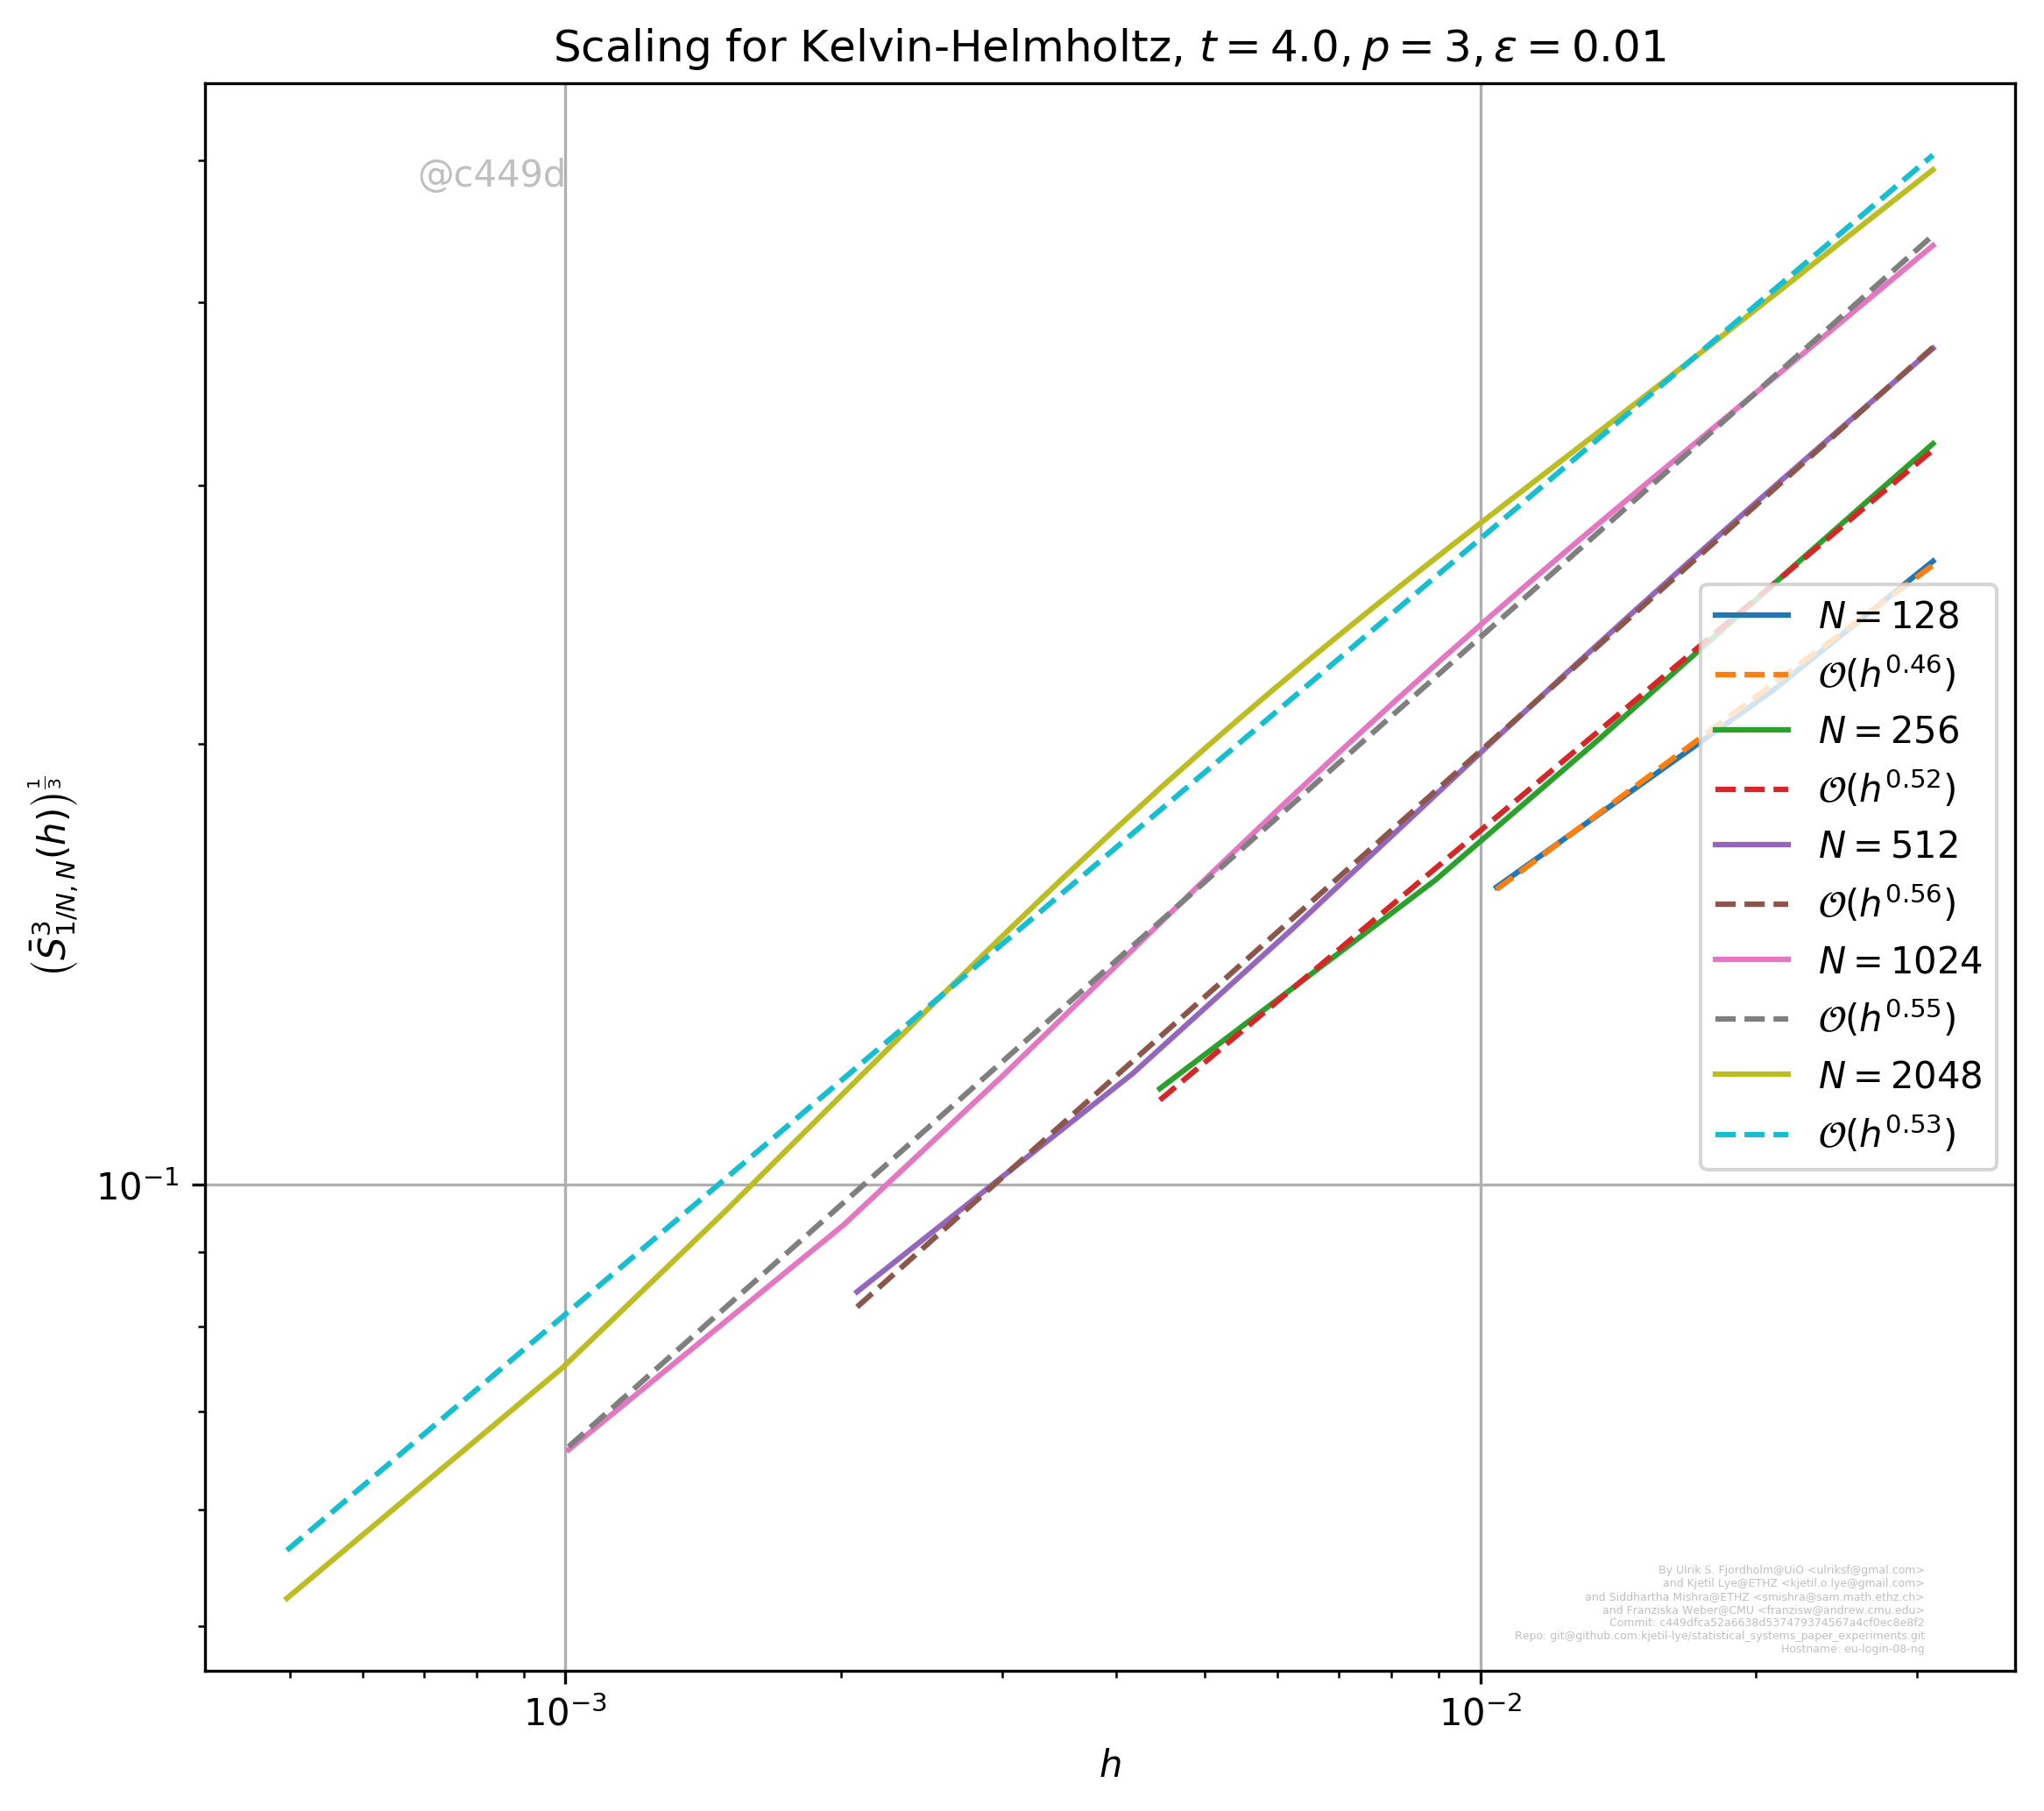 Scaling for Kelvin-Helmholtz, t = 4.0, p = 3, ε = 0.01
@c449d
(S̄³_{1/N, N}(h))^{1/3}
10⁻¹
N = 128
𝒪(h^{0.46})
N = 256
𝒪(h^{0.52})
N = 512
𝒪(h^{0.56})
N = 1024
𝒪(h^{0.55})
N = 2048
𝒪(h^{0.53})
By Ulrik S. Fjordholm@UiO <ulriksf@gmal.com>
and Kjetil Lye@ETHZ <kjetil.o.lye@gmail.com>
and Siddhartha Mishra@ETHZ <smishra@sam.math.ethz.ch>
and Franziska Weber@CMU <franzisw@andrew.cmu.edu>
Commit: c449dfca52a6638d537479374567a4cf0ec8e8f2
Repo: git@github.com:kjetil-lye/statistical_systems_paper_experiments.git
Hostname: eu-login-08-ng
10⁻³ 10⁻²
h